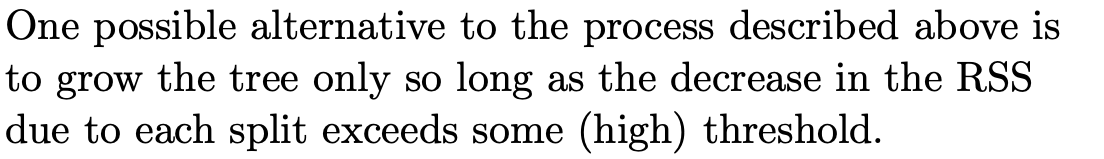 One possible alternative to the process described above is
to grow the tree only so long as the decrease in the RSS
due to each split exceeds some (high) threshold.